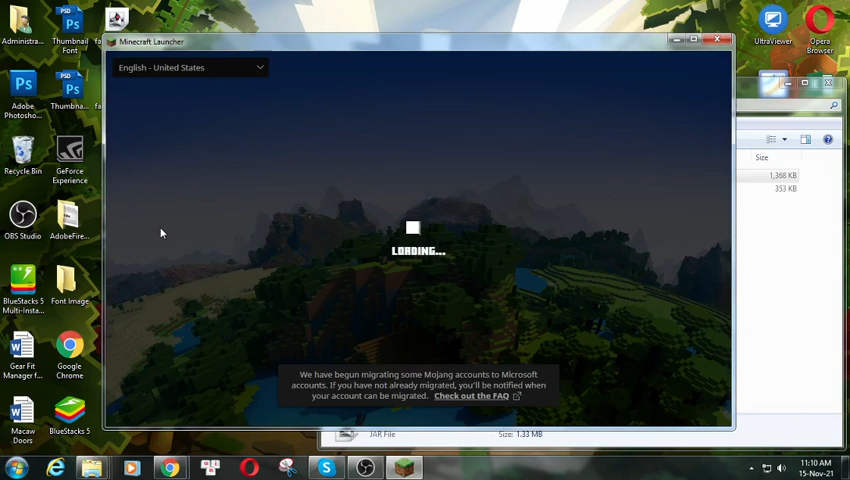 Administra...
Thumbnail
Font
fa
Adobe
Photosho...
Thumbna...
fa
Recycle Bin
GeForce
Experience
OBS Studio
AdobeFire...
BlueStacks 5
Multi-Insta...
Font Image
Gear Fit
Manager f...
Google
Chrome
Macaw
Doors
BlueStacks 5
Minecraft Launcher
English - United States
LOADING...
We have begun migrating some Mojang accounts to Microsoft
accounts. If you have not already migrated, you'll be notified when
your account can be migrated. Check out the FAQ
UltraViewer
Opera
Browser
Size
1,368 KB
353 KB
JAR File
Size: 1.33 MB
11:10 AM
15-Nov-21